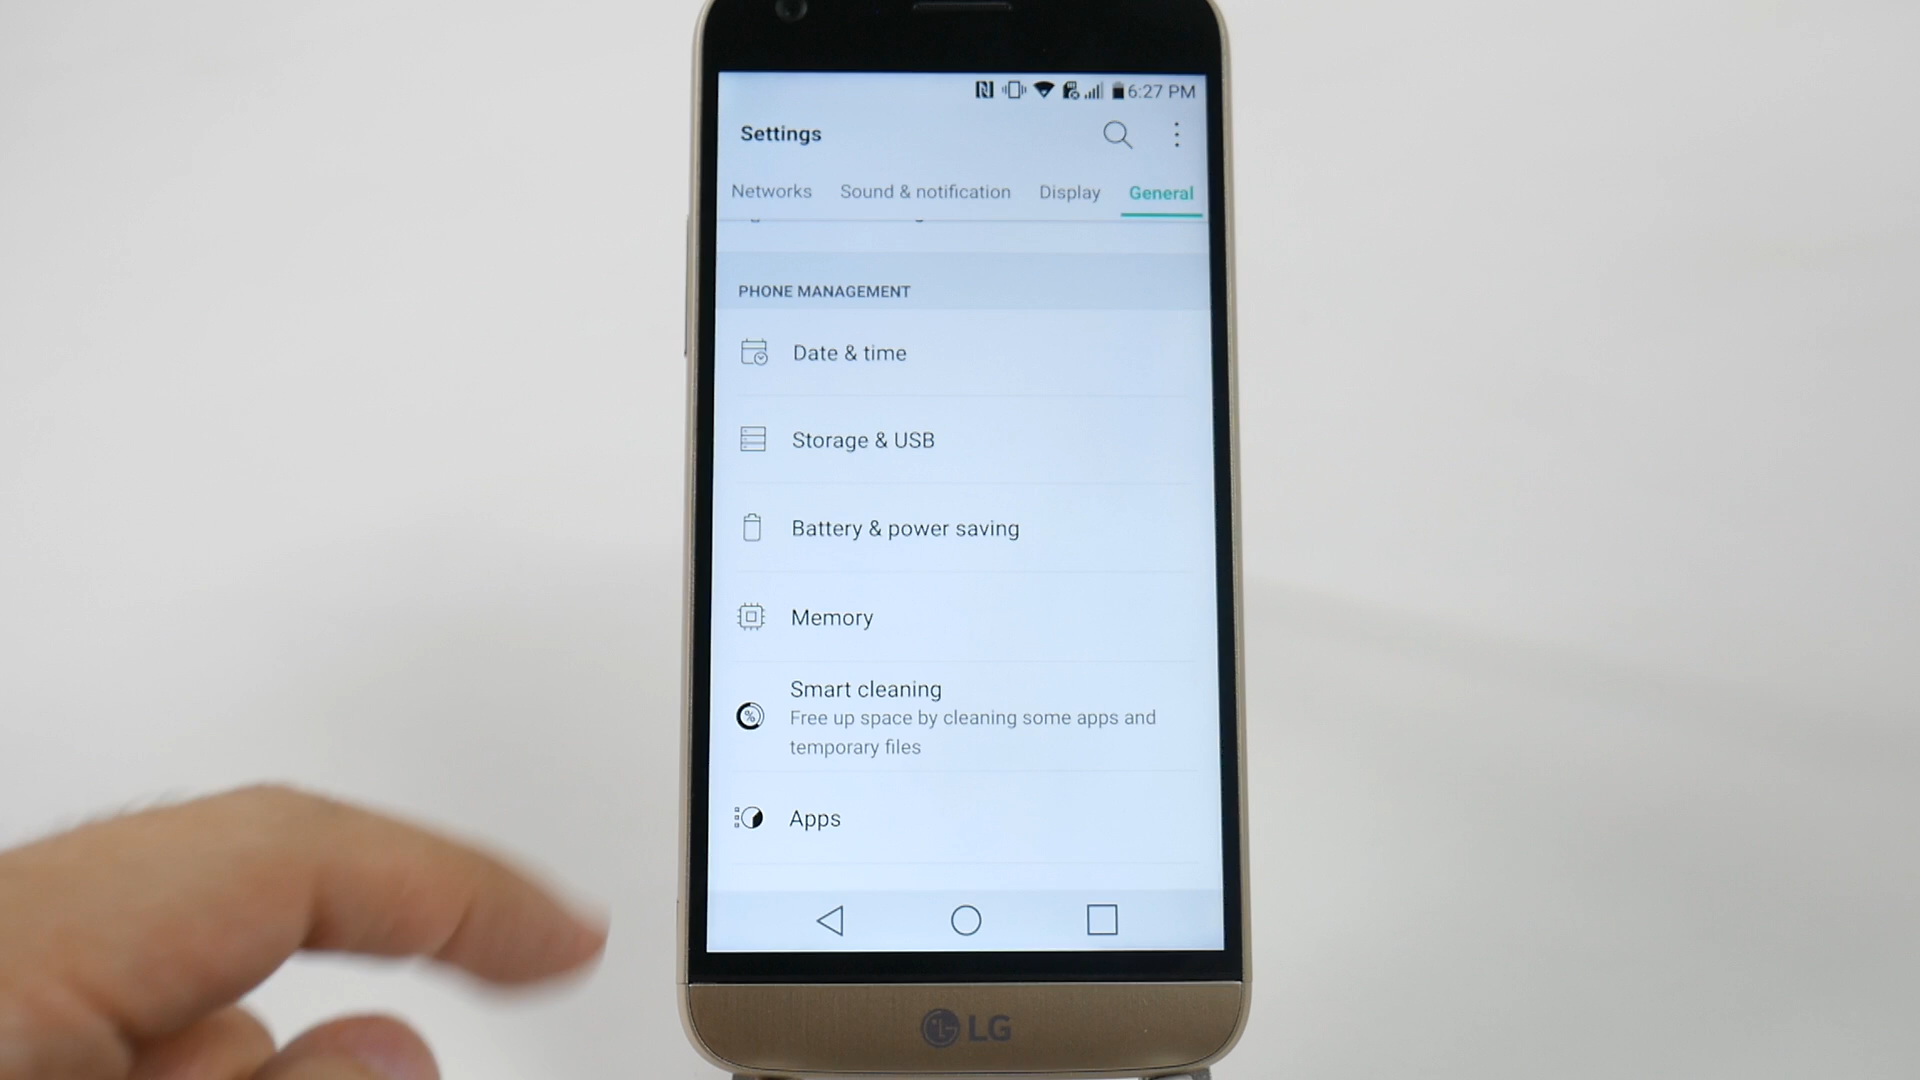 6:27 PM
Settings
Networks Sound & notification Display General
PHONE MANAGEMENT
Date & time
Storage & USB
Battery & power saving
Memory
Smart cleaning
Free up space by cleaning some apps and
temporary files
Apps
LG